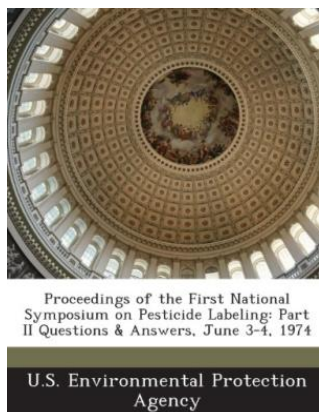 Proceedings of the First National
Symposium on Pesticide Labeling: Part
II Questions & Answers, June 3-4, 1974
U.S. Environmental Protection
Agency